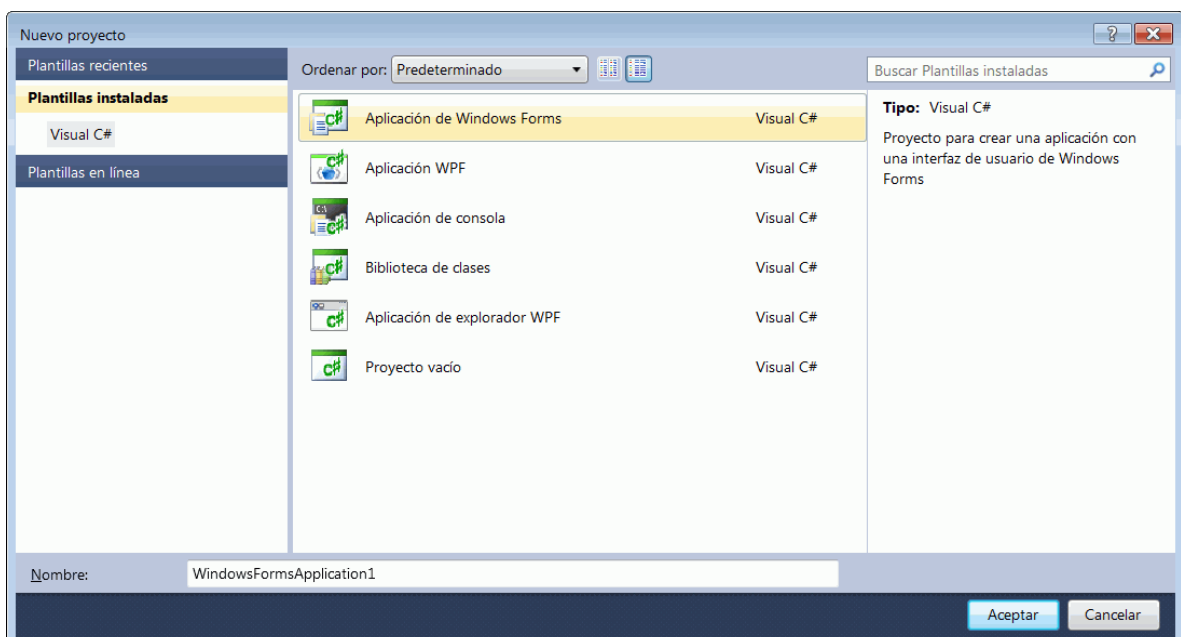 Nuevo proyecto
Plantillas recientes
Plantillas instaladas
Visual C#
Plantillas en línea
Ordenar por: Predeterminado
Buscar Plantillas instaladas
Aplicación de Windows Forms Visual C#
Aplicación WPF Visual C#
Aplicación de consola Visual C#
Biblioteca de clases Visual C#
Aplicación de explorador WPF Visual C#
Proyecto vacío Visual C#
Tipo: Visual C#
Proyecto para crear una aplicación con
una interfaz de usuario de Windows
Forms
Nombre: WindowsFormsApplication1
Aceptar Cancelar